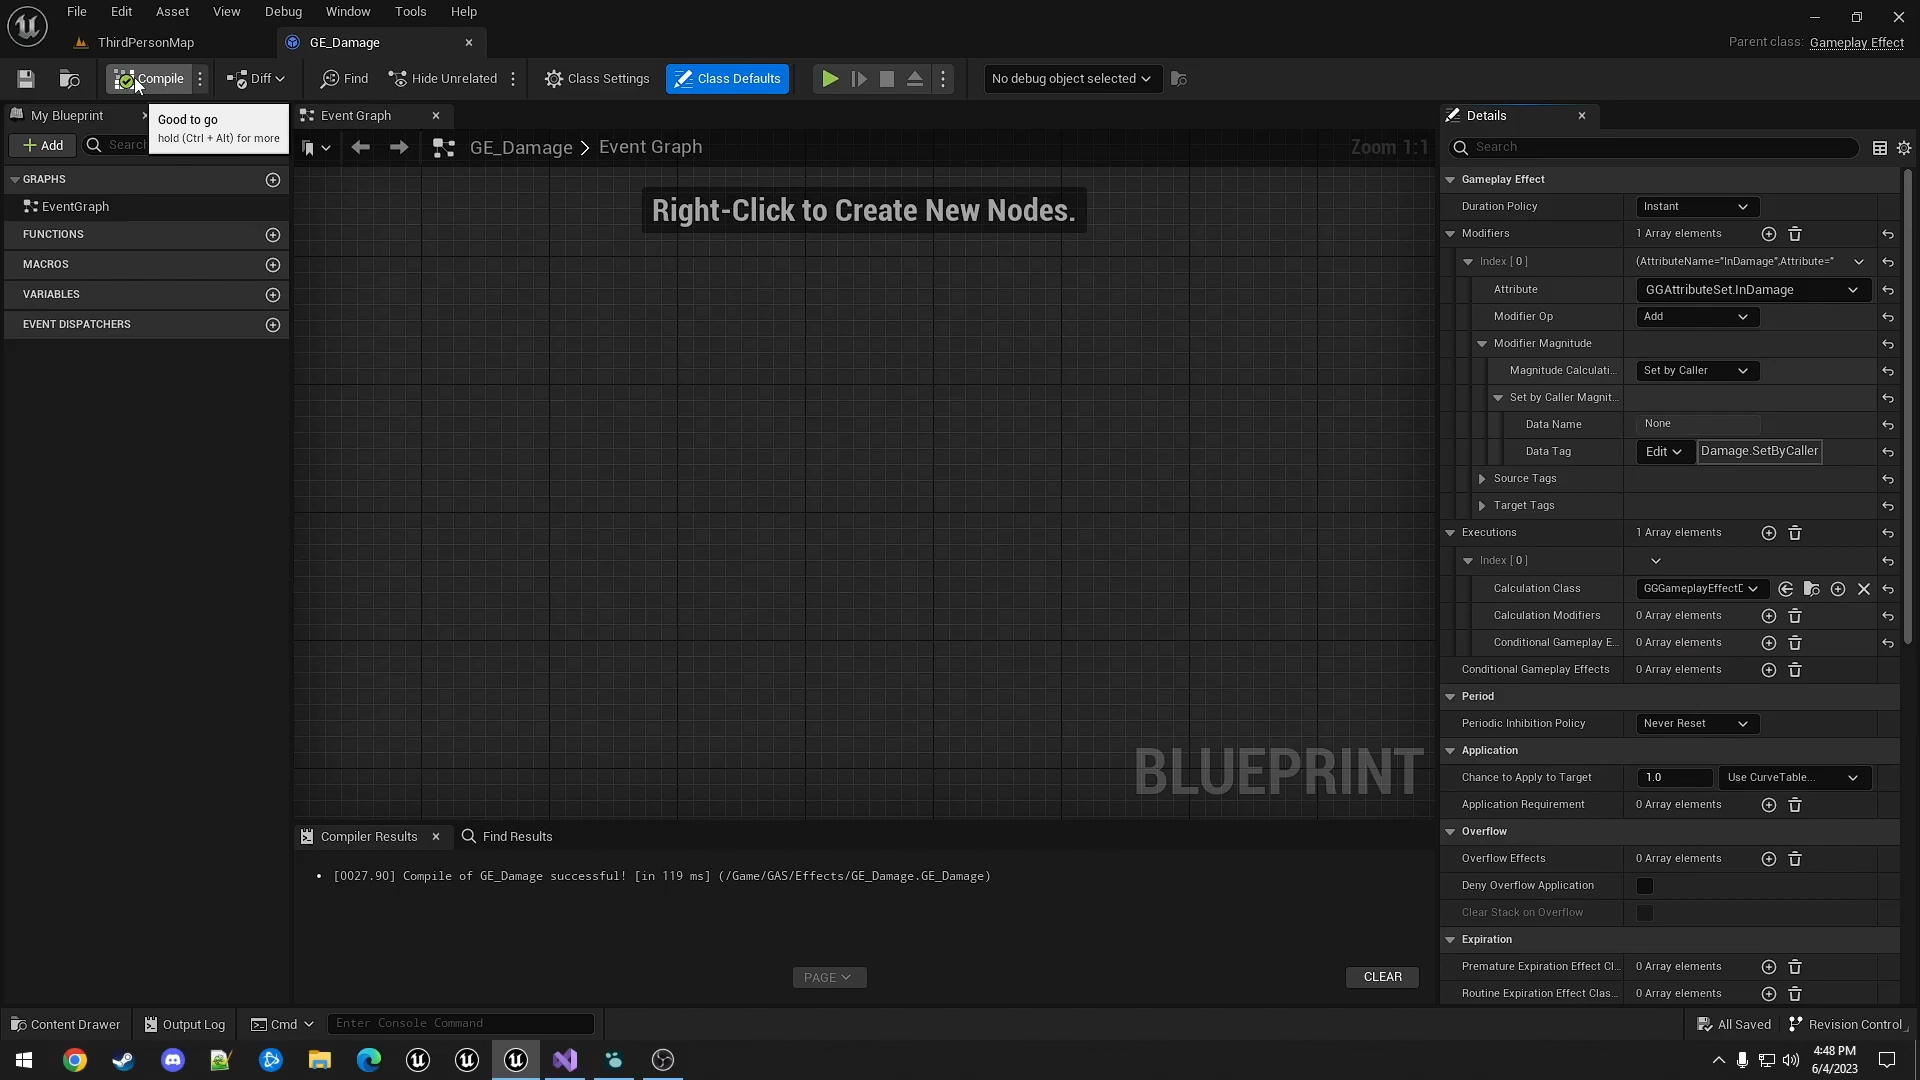 File Edit Asset View Debug Window Tools Help
ThirdPersonMap
GE_Damage
Parent class: Gameplay Effect
Compile
Diff
Find
Hide Unrelated
Class Settings
Class Defaults
No debug object selected
My Blueprint
Good to go
hold (Ctrl + Alt) for more
Add
Search
GRAPHS
EventGraph
FUNCTIONS
MACROS
VARIABLES
EVENT DISPATCHERS
Event Graph
GE_Damage > Event Graph
Zoom 1:1
Right-Click to Create New Nodes.
BLUEPRINT
Compiler Results
Find Results
• [0027.90] Compile of GE_Damage successful! [in 119 ms] (/Game/GAS/Effects/GE_Damage.GE_Damage)
PAGE
CLEAR
Details
Search
Gameplay Effect
Duration Policy Instant
Modifiers 1 Array elements
Index [ 0 ] (AttributeName="InDamage",Attribute="
Attribute GGAttributeSet.InDamage
Modifier Op Add
Modifier Magnitude
Magnitude Calculati... Set by Caller
Set by Caller Magnit...
Data Name None
Data Tag Edit Damage.SetByCaller
Source Tags
Target Tags
Executions 1 Array elements
Index [ 0 ]
Calculation Class GGGameplayEffectD
Calculation Modifiers 0 Array elements
Conditional Gameplay E... 0 Array elements
Conditional Gameplay Effects 0 Array elements
Period
Periodic Inhibition Policy Never Reset
Application
Chance to Apply to Target 1.0 Use CurveTable...
Application Requirement 0 Array elements
Overflow
Overflow Effects 0 Array elements
Deny Overflow Application
Clear Stack on Overflow
Expiration
Premature Expiration Effect Cl... 0 Array elements
Routine Expiration Effect Clas... 0 Array elements
Content Drawer
Output Log
Cmd
Enter Console Command
All Saved
Revision Control
4:48 PM
6/4/2023